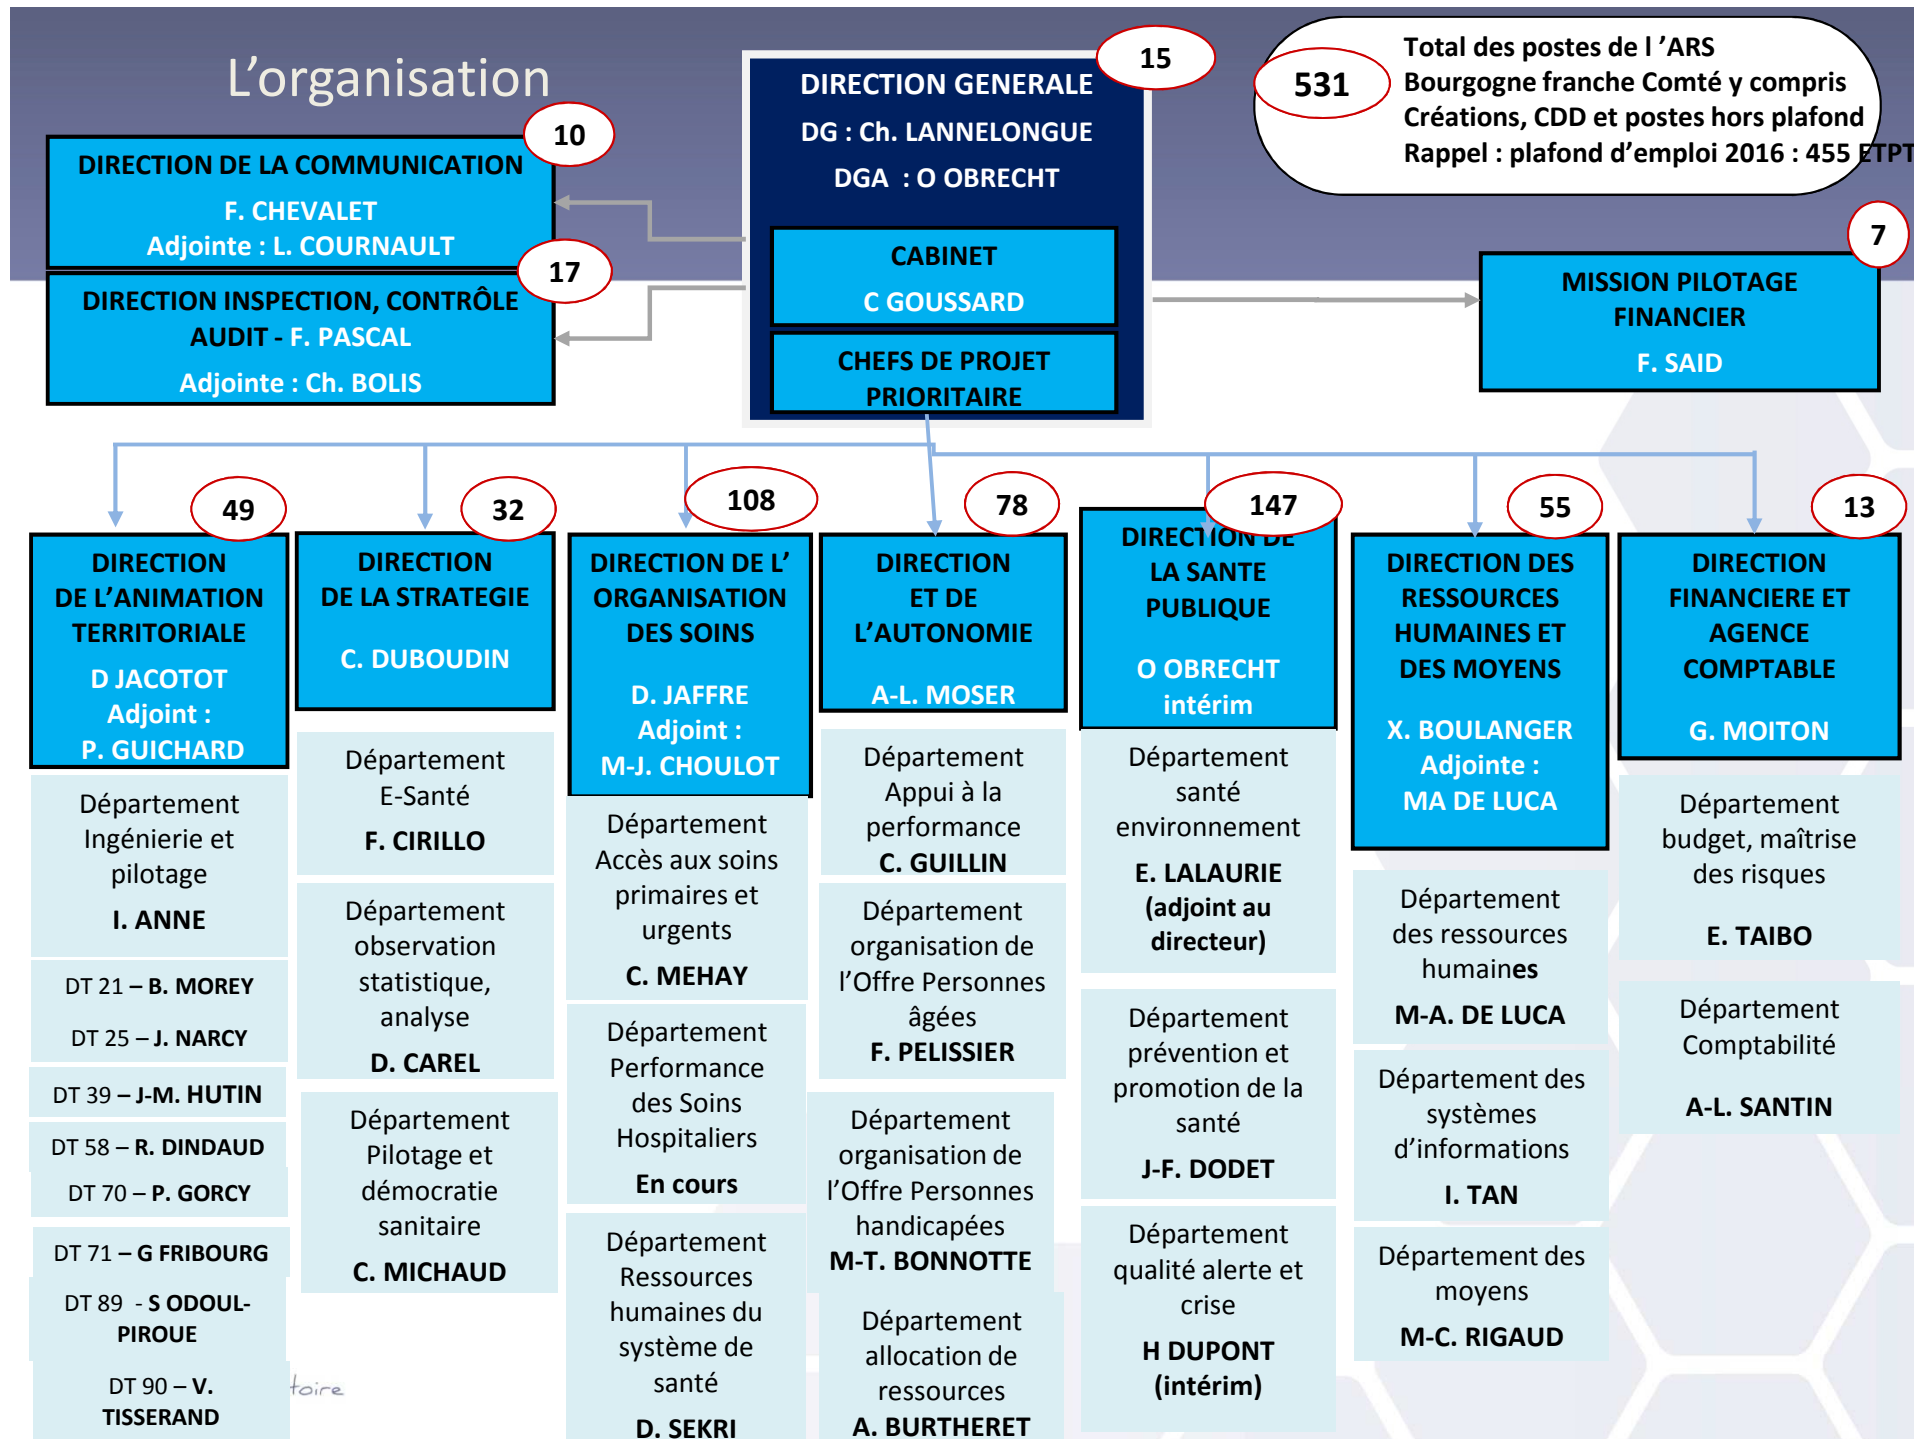 L'organisation
15
DIRECTION GENERALE
DG : Ch. LANNELONGUE
DGA : O OBRECHT
CABINET
C GOUSSARD
CHEFS DE PROJET
PRIORITAIRE
531
Total des postes de l ’ARS
Bourgogne franche Comté y compris
Créations, CDD et postes hors plafond
Rappel : plafond d’emploi 2016 : 455 ETPT
10
DIRECTION DE LA COMMUNICATION
F. CHEVALET
Adjointe : L. COURNAULT
17
DIRECTION INSPECTION, CONTRÔLE
AUDIT - F. PASCAL
Adjointe : Ch. BOLIS
7
MISSION PILOTAGE
FINANCIER
F. SAID
49
DIRECTION
DE L’ANIMATION
TERRITORIALE
D JACOTOT
Adjoint :
P. GUICHARD
Département
Ingénierie et
pilotage
I. ANNE
DT 21 – B. MOREY
DT 25 – J. NARCY
DT 39 – J-M. HUTIN
DT 58 – R. DINDAUD
DT 70 – P. GORCY
DT 71 – G FRIBOURG
DT 89 - S ODOUL-
PIROUE
DT 90 – V.
TISSERAND
toire
32
DIRECTION
DE LA STRATEGIE
C. DUBOUDIN
Département
E-Santé
F. CIRILLO
Département
observation
statistique,
analyse
D. CAREL
Département
Pilotage et
démocratie
sanitaire
C. MICHAUD
108
DIRECTION DE L’
ORGANISATION
DES SOINS
D. JAFFRE
Adjoint :
M-J. CHOULOT
Département
Accès aux soins
primaires et
urgents
C. MEHAY
Département
Performance
des Soins
Hospitaliers
En cours
Département
Ressources
humaines du
système de
santé
D. SEKRI
78
DIRECTION
ET DE
L’AUTONOMIE
A-L. MOSER
Département
Appui à la
performance
C. GUILLIN
Département
organisation de
l’Offre Personnes
âgées
F. PELISSIER
Département
organisation de
l’Offre Personnes
handicapées
M-T. BONNOTTE
Département
allocation de
ressources
A. BURTHERET
147
DIRECTION DE
LA SANTE
PUBLIQUE
O OBRECHT
intérim
Département
santé
environnement
E. LALAURIE
(adjoint au
directeur)
Département
prévention et
promotion de la
santé
J-F. DODET
Département
qualité alerte et
crise
H DUPONT
(intérim)
55
DIRECTION DES
RESSOURCES
HUMAINES ET
DES MOYENS
X. BOULANGER
Adjointe :
MA DE LUCA
Département
des ressources
humaines
M-A. DE LUCA
Département des
systèmes
d’informations
I. TAN
Département des
moyens
M-C. RIGAUD
13
DIRECTION
FINANCIERE ET
AGENCE
COMPTABLE
G. MOITON
Département
budget, maîtrise
des risques
E. TAIBO
Département
Comptabilité
A-L. SANTIN